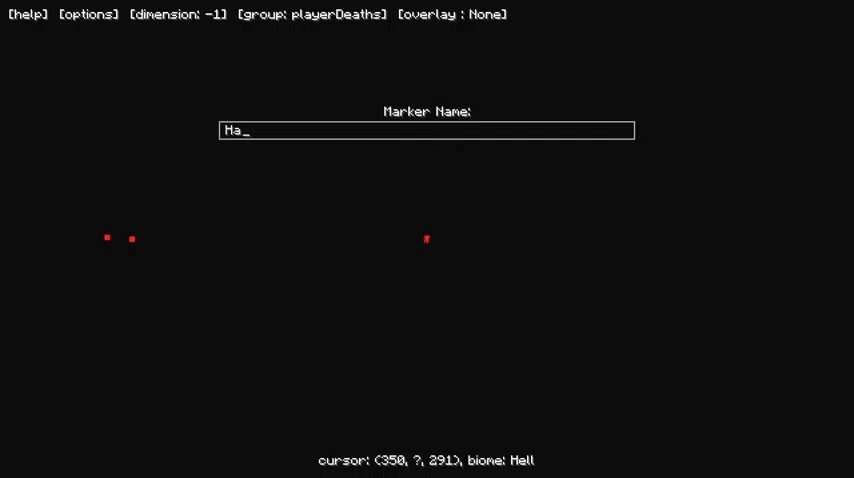 [help] [options] [dimension: -1] [group: playerDeaths] [overlay : None]
Marker Name:
Ha_
cursor: (350, ?, 291), biome: Hell